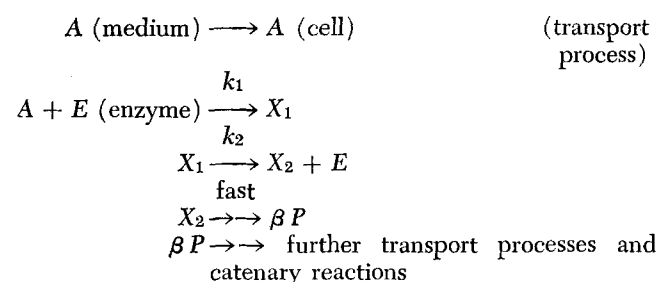 A (medium) ⟶ A (cell) (transport process)
k₁
A + E (enzyme) ⟶ X₁
k₂
X₁ ⟶ X₂ + E
fast
X₂ →→ β P
β P →→ further transport processes and
catenary reactions